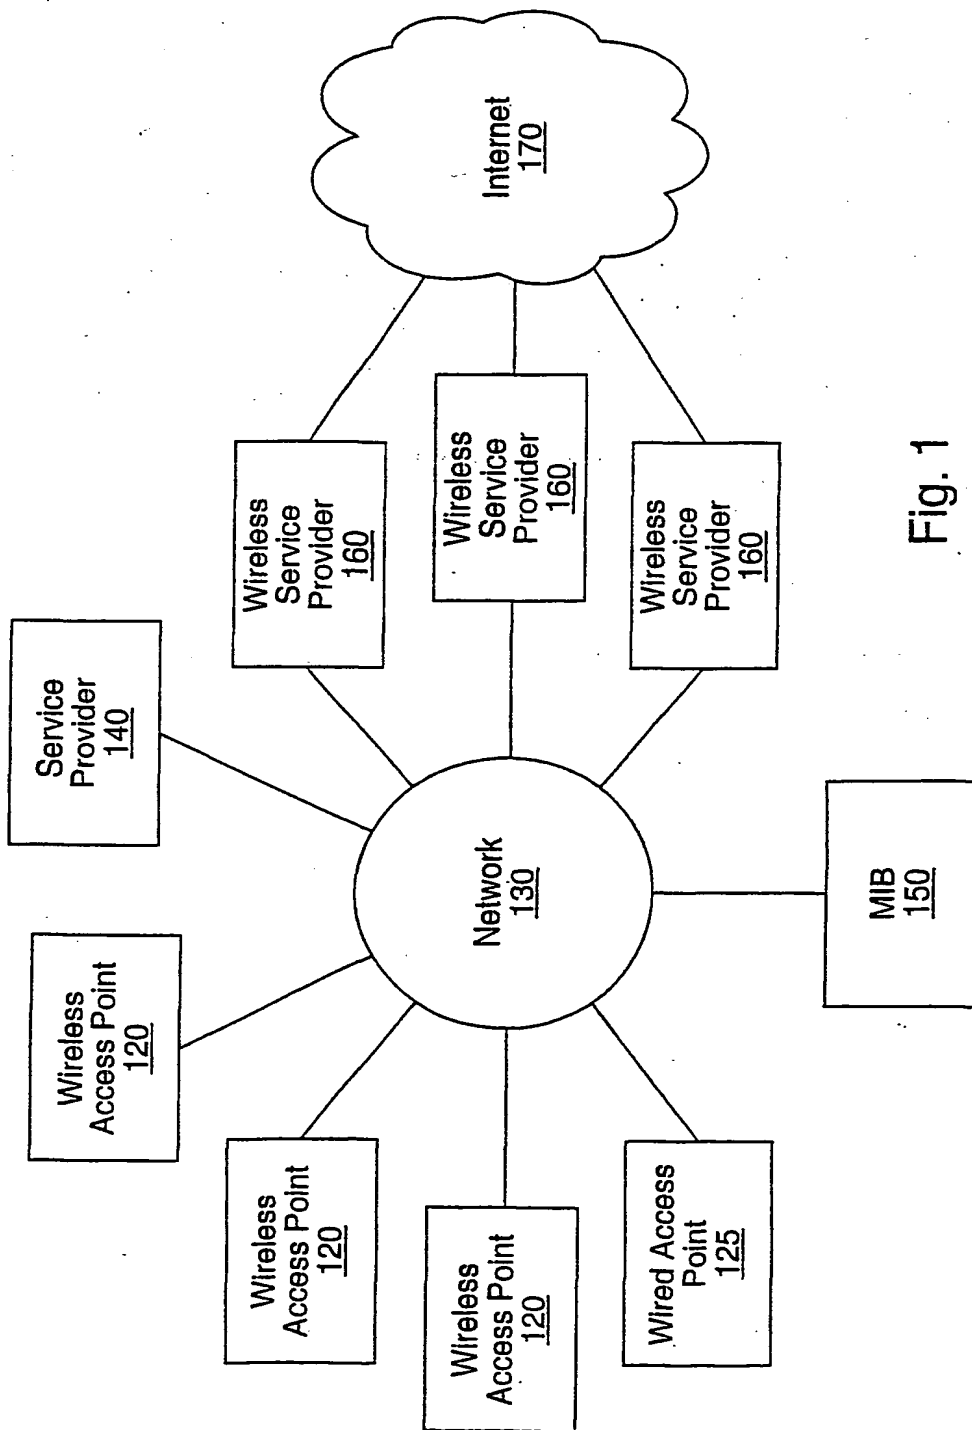 Wireless
Access Point
120
Wireless
Access Point
120
Wireless
Access Point
120
Wired Access
Point
125
Service
Provider
140
Network
130
MIB
150
Wireless
Service
Provider
160
Wireless
Service
Provider
160
Wireless
Service
Provider
160
Internet
170
Fig. 1